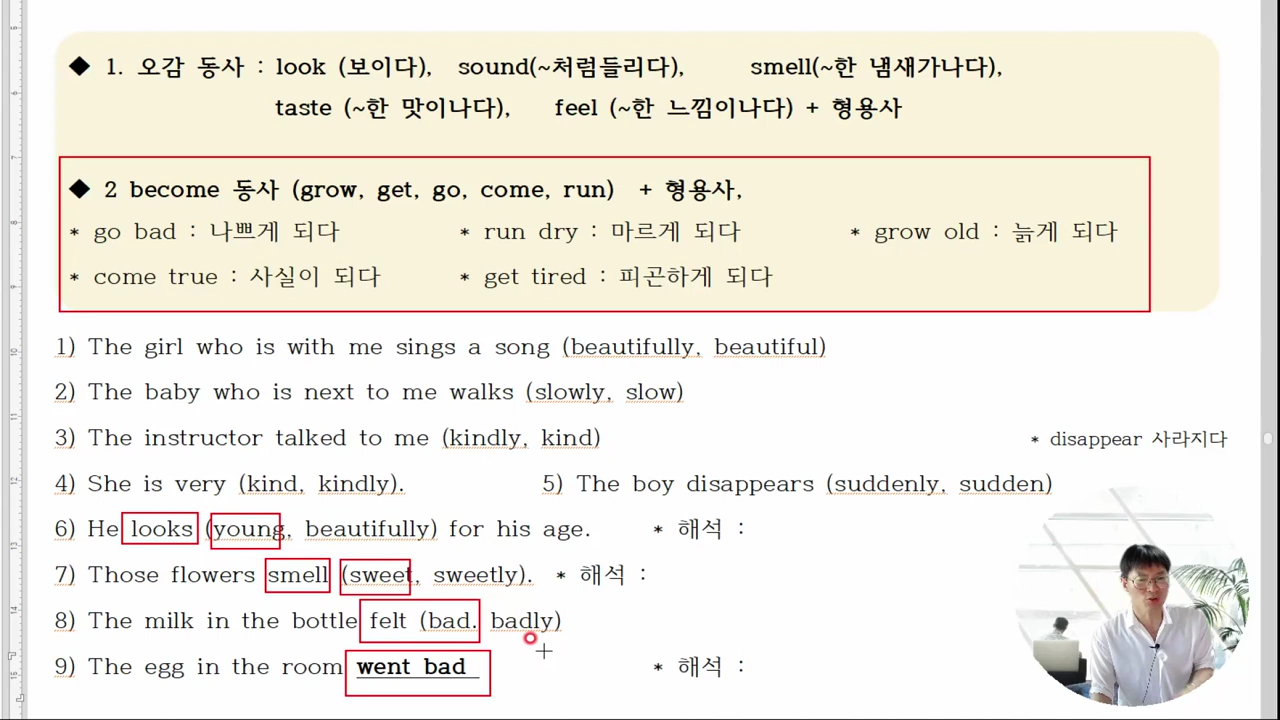 ◆ 1. 오감 동사 : look (보이다), sound(~처럼들리다), smell(~한 냄새가나다),
taste (~한 맛이나다), feel (~한 느낌이나다) + 형용사
◆ 2 become 동사 (grow, get, go, come, run) + 형용사,
* go bad : 나쁘게 되다 * run dry : 마르게 되다 * grow old : 늙게 되다
* come true : 사실이 되다 * get tired : 피곤하게 되다
1) The girl who is with me sings a song (beautifully, beautiful)
2) The baby who is next to me walks (slowly, slow)
3) The instructor talked to me (kindly, kind) * disappear 사라지다
4) She is very (kind, kindly). 5) The boy disappears (suddenly, sudden)
6) He looks (young, beautifully) for his age. * 해석 :
7) Those flowers smell (sweet, sweetly). * 해석 :
8) The milk in the bottle felt (bad. badly)
9) The egg in the room went bad * 해석 :